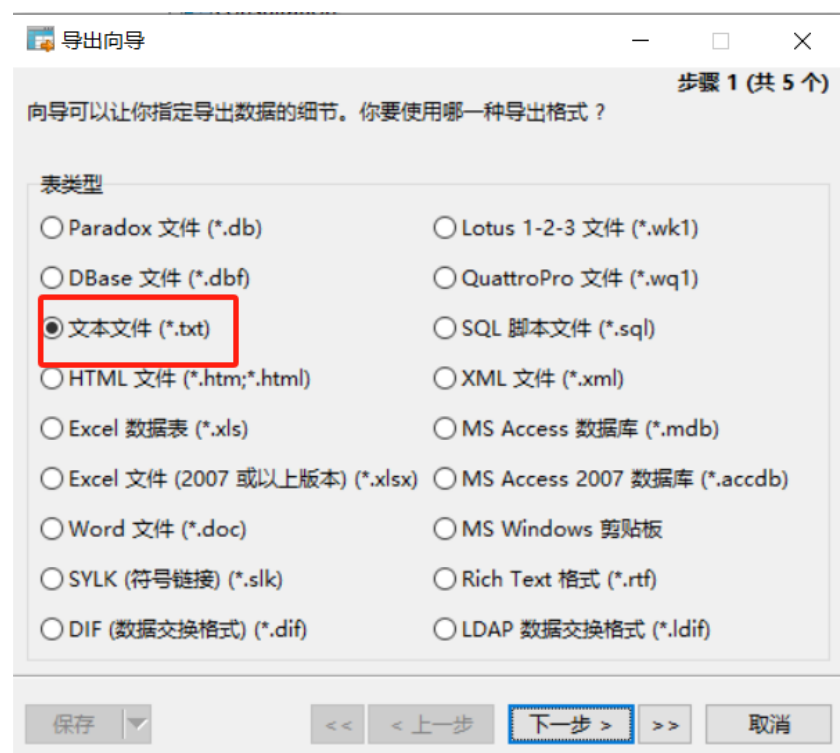 导出向导
步骤 1 (共 5 个)
向导可以让你指定导出数据的细节。你要使用哪一种导出格式？
表类型
Paradox 文件 (*.db)
Lotus 1-2-3 文件 (*.wk1)
DBase 文件 (*.dbf)
QuattroPro 文件 (*.wq1)
文本文件 (*.txt)
SQL 脚本文件 (*.sql)
HTML 文件 (*.htm;*.html)
XML 文件 (*.xml)
Excel 数据表 (*.xls)
MS Access 数据库 (*.mdb)
Excel 文件 (2007 或以上版本) (*.xlsx)
MS Access 2007 数据库 (*.accdb)
Word 文件 (*.doc)
MS Windows 剪贴板
SYLK (符号链接) (*.slk)
Rich Text 格式 (*.rtf)
DIF (数据交换格式) (*.dif)
LDAP 数据交换格式 (*.ldif)
保存 << < 上一步 下一步 > >> 取消